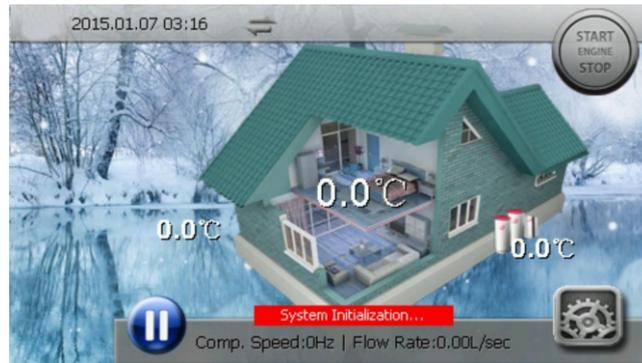 2015.01.07 03:16
START
ENGINE
STOP
0.0℃
0.0℃
0.0℃
System Initialization...
Comp. Speed:0Hz | Flow Rate:0.00L/sec